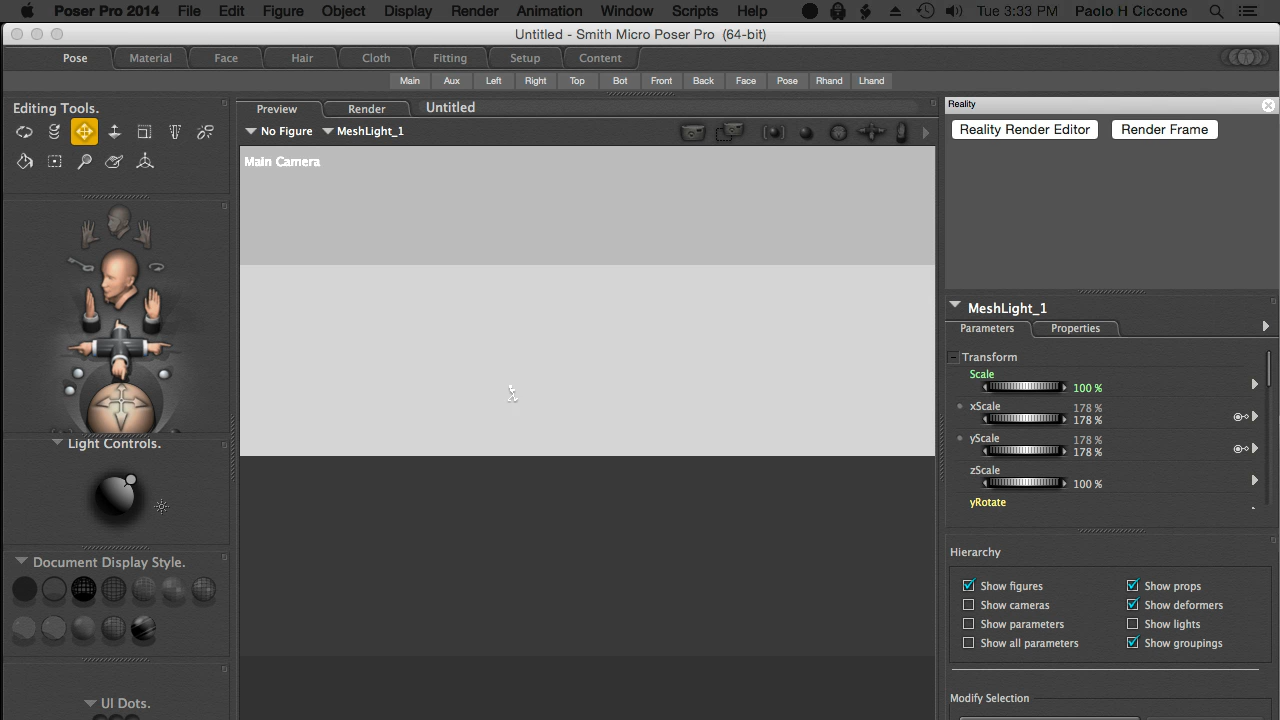 Poser Pro 2014 File Edit Figure Object Display Render Animation Window Scripts Help Tue 3:33 PM Paolo H Ciccone
Untitled - Smith Micro Poser Pro (64-bit)
Pose Material Face Hair Cloth Fitting Setup Content
Main Aux Left Right Top Bot Front Back Face Pose Rhand Lhand
Editing Tools.
Preview Render Untitled
No Figure MeshLight_1
Main Camera
Light Controls.
Document Display Style.
UI Dots.
Reality
Reality Render Editor Render Frame
MeshLight_1
Parameters Properties
Transform
Scale
100 %
xScale 178 %
178 %
yScale 178 %
178 %
zScale
100 %
yRotate
Hierarchy
Show figures Show props
Show cameras Show deformers
Show parameters Show lights
Show all parameters Show groupings
Modify Selection